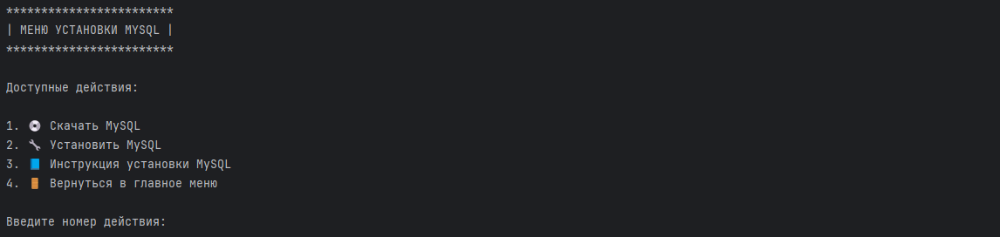 ************************
| МЕНЮ УСТАНОВКИ MYSQL |
************************
Доступные действия:
1. 💿 Скачать MySQL
2. 🔧 Установить MySQL
3. 📘 Инструкция установки MySQL
4. 🚪 Вернуться в главное меню
Введите номер действия: